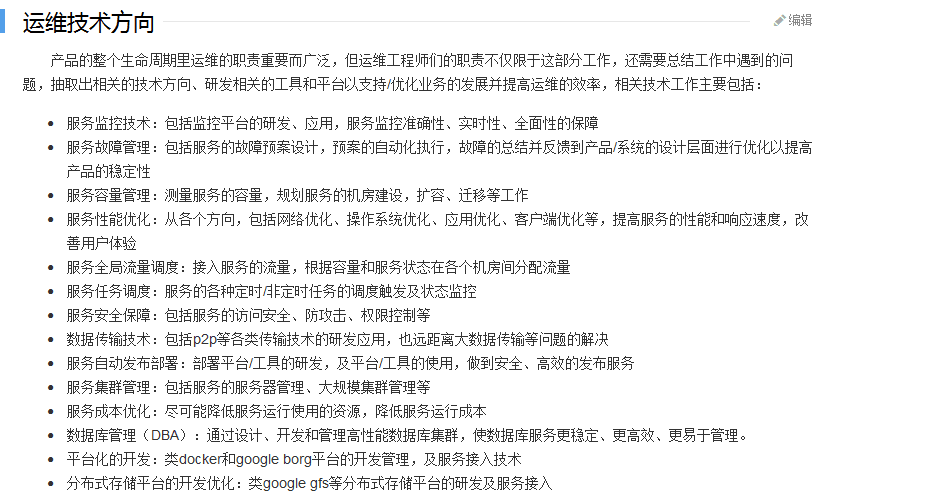 运维技术方向
编辑
产品的整个生命周期里运维的职责重要而广泛，但运维工程师们的职责不仅限于这部分工作，还需要总结工作中遇到的问
题，抽取出相关的技术方向、研发相关的工具和平台以支持/优化业务的发展并提高运维的效率，相关技术工作主要包括：
服务监控技术：包括监控平台的研发、应用，服务监控准确性、实时性、全面性的保障
服务故障管理：包括服务的故障预案设计，预案的自动化执行，故障的总结并反馈到产品/系统的设计层面进行优化以提高
产品的稳定性
服务容量管理：测量服务的容量，规划服务的机房建设，扩容、迁移等工作
服务性能优化：从各个方向，包括网络优化、操作系统优化、应用优化、客户端优化等，提高服务的性能和响应速度，改
善用户体验
服务全局流量调度：接入服务的流量，根据容量和服务状态在各个机房间分配流量
服务任务调度：服务的各种定时/非定时任务的调度触发及状态监控
服务安全保障：包括服务的访问安全、防攻击、权限控制等
数据传输技术：包括p2p等各类传输技术的研发应用，也远距离大数据传输等问题的解决
服务自动发布部署：部署平台/工具的研发，及平台/工具的使用，做到安全、高效的发布服务
服务集群管理：包括服务的服务器管理、大规模集群管理等
服务成本优化：尽可能降低服务运行使用的资源，降低服务运行成本
数据库管理（DBA）：通过设计、开发和管理高性能数据库集群，使数据库服务更稳定、更高效、更易于管理。
平台化的开发：类docker和google borg平台的开发管理，及服务接入技术
分布式存储平台的开发优化：类google gfs等分布式存储平台的研发及服务接入